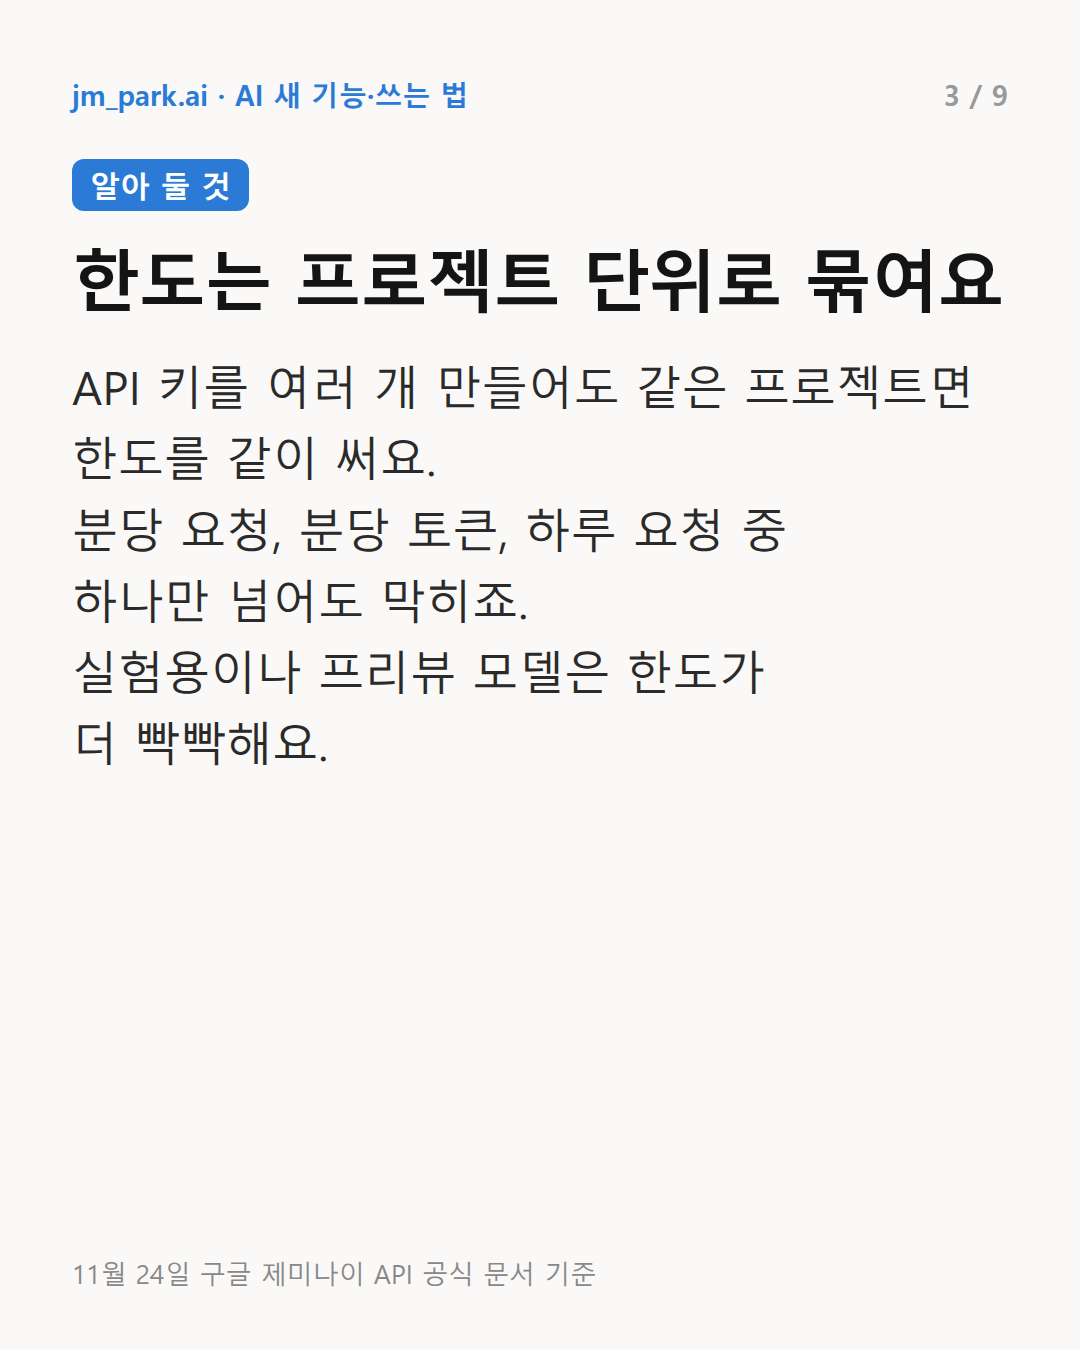 jm_park.ai · AI 새 기능·쓰는 법
3 / 9
알아 둘 것
한도는 프로젝트 단위로 묶여요
API 키를 여러 개 만들어도 같은 프로젝트면
한도를 같이 써요.
분당 요청, 분당 토큰, 하루 요청 중
하나만 넘어도 막히죠.
실험용이나 프리뷰 모델은 한도가
더 빡빡해요.
11월 24일 구글 제미나이 API 공식 문서 기준